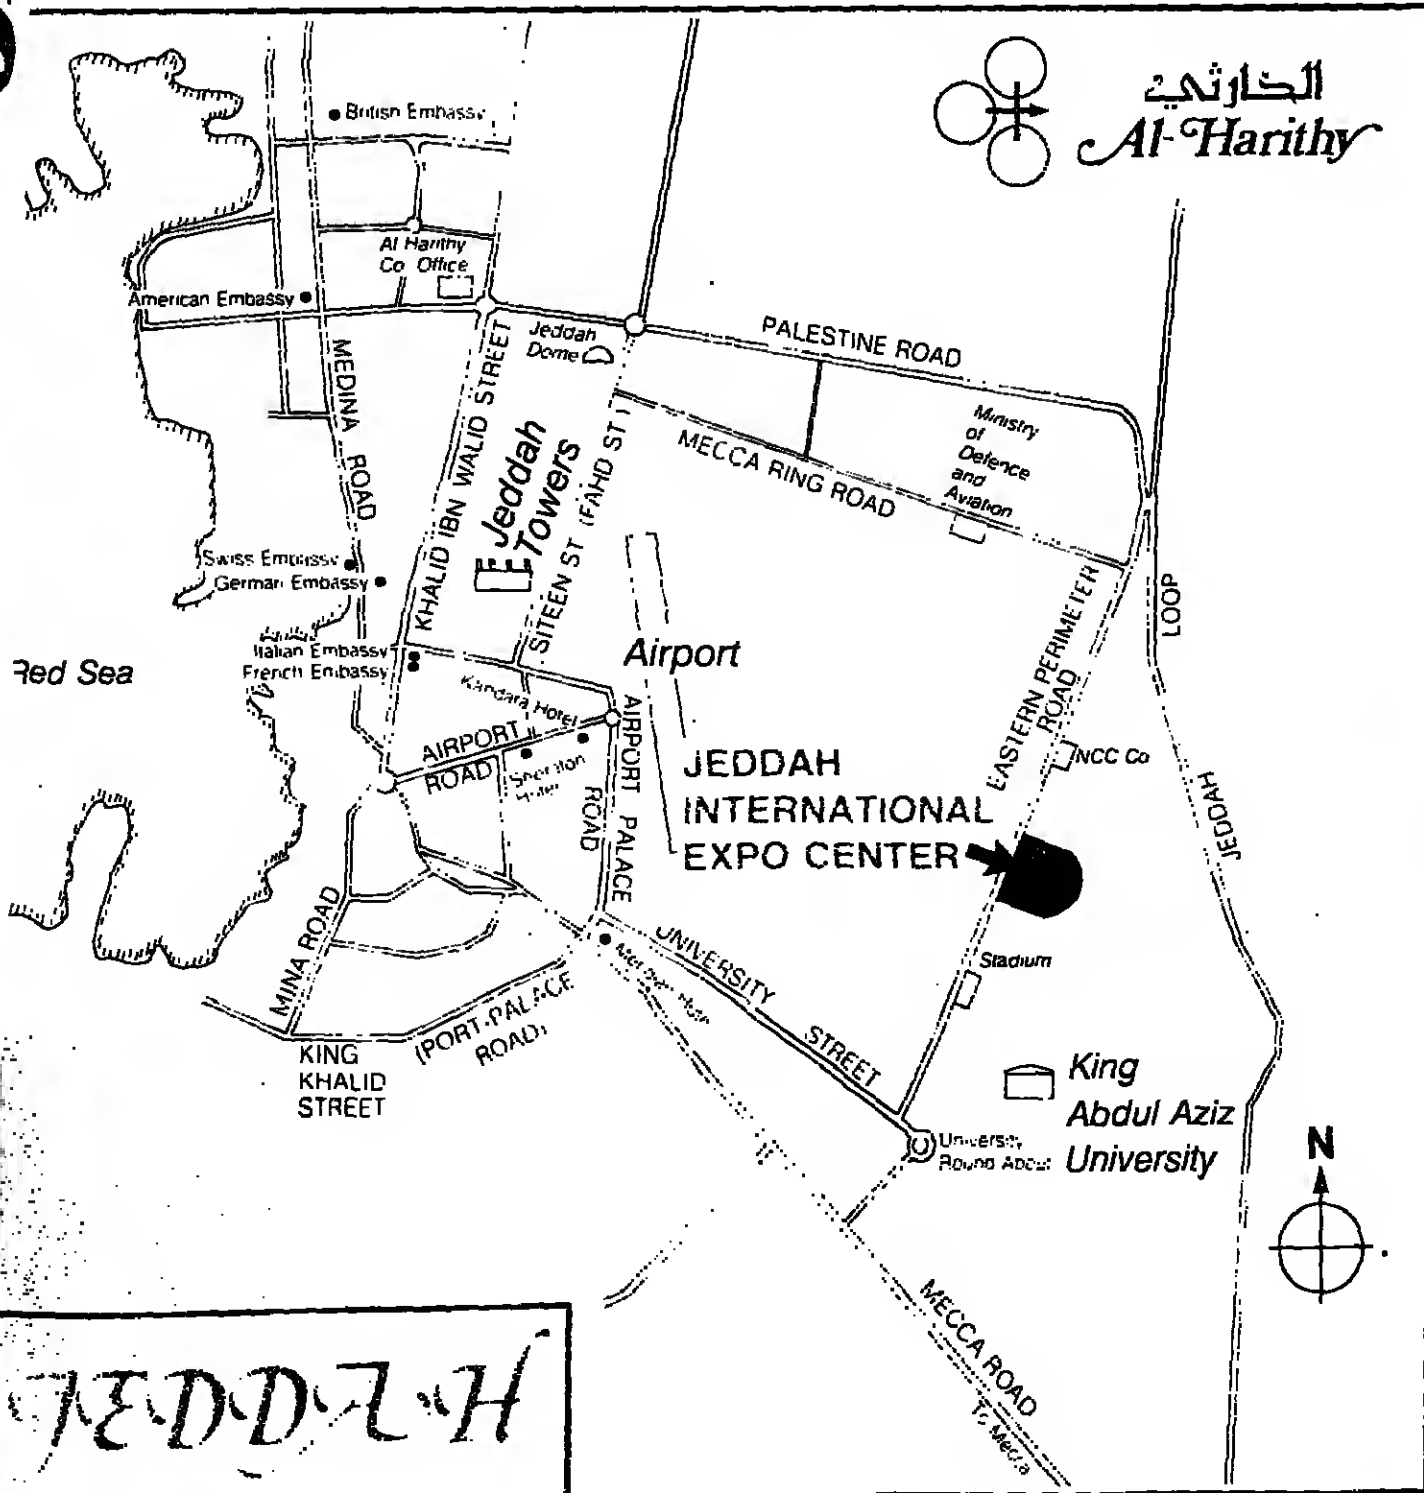 الحارثي
Al-Harithy
British Embassy
Al Harithy
Co Office
American Embassy
Jeddah
Dome
PALESTINE ROAD
MEDINA ROAD
KHALID IBN WALID STREET
Jeddah
Towers
SITEEN ST (FAHD ST)
MECCA RING ROAD
Ministry
of
Defence
and
Aviation
Swiss Embassy
German Embassy
Italian Embassy
French Embassy
Red Sea
Airport
Kandara Hotel
AIRPORT
ROAD
Sheraton
Hotel
AIRPORT PALACE
ROAD
EASTERN PERIMETER
ROAD
LOOP
JEDDAH
NCC Co
JEDDAH
INTERNATIONAL
EXPO CENTER
MINA ROAD
UNIVERSITY
STREET
Stadium
(PORT-PALACE
ROAD)
KING
KHALID
STREET
King
Abdul Aziz
University
University
Round About
N
MECCA ROAD
To Mecca
JEDDAH